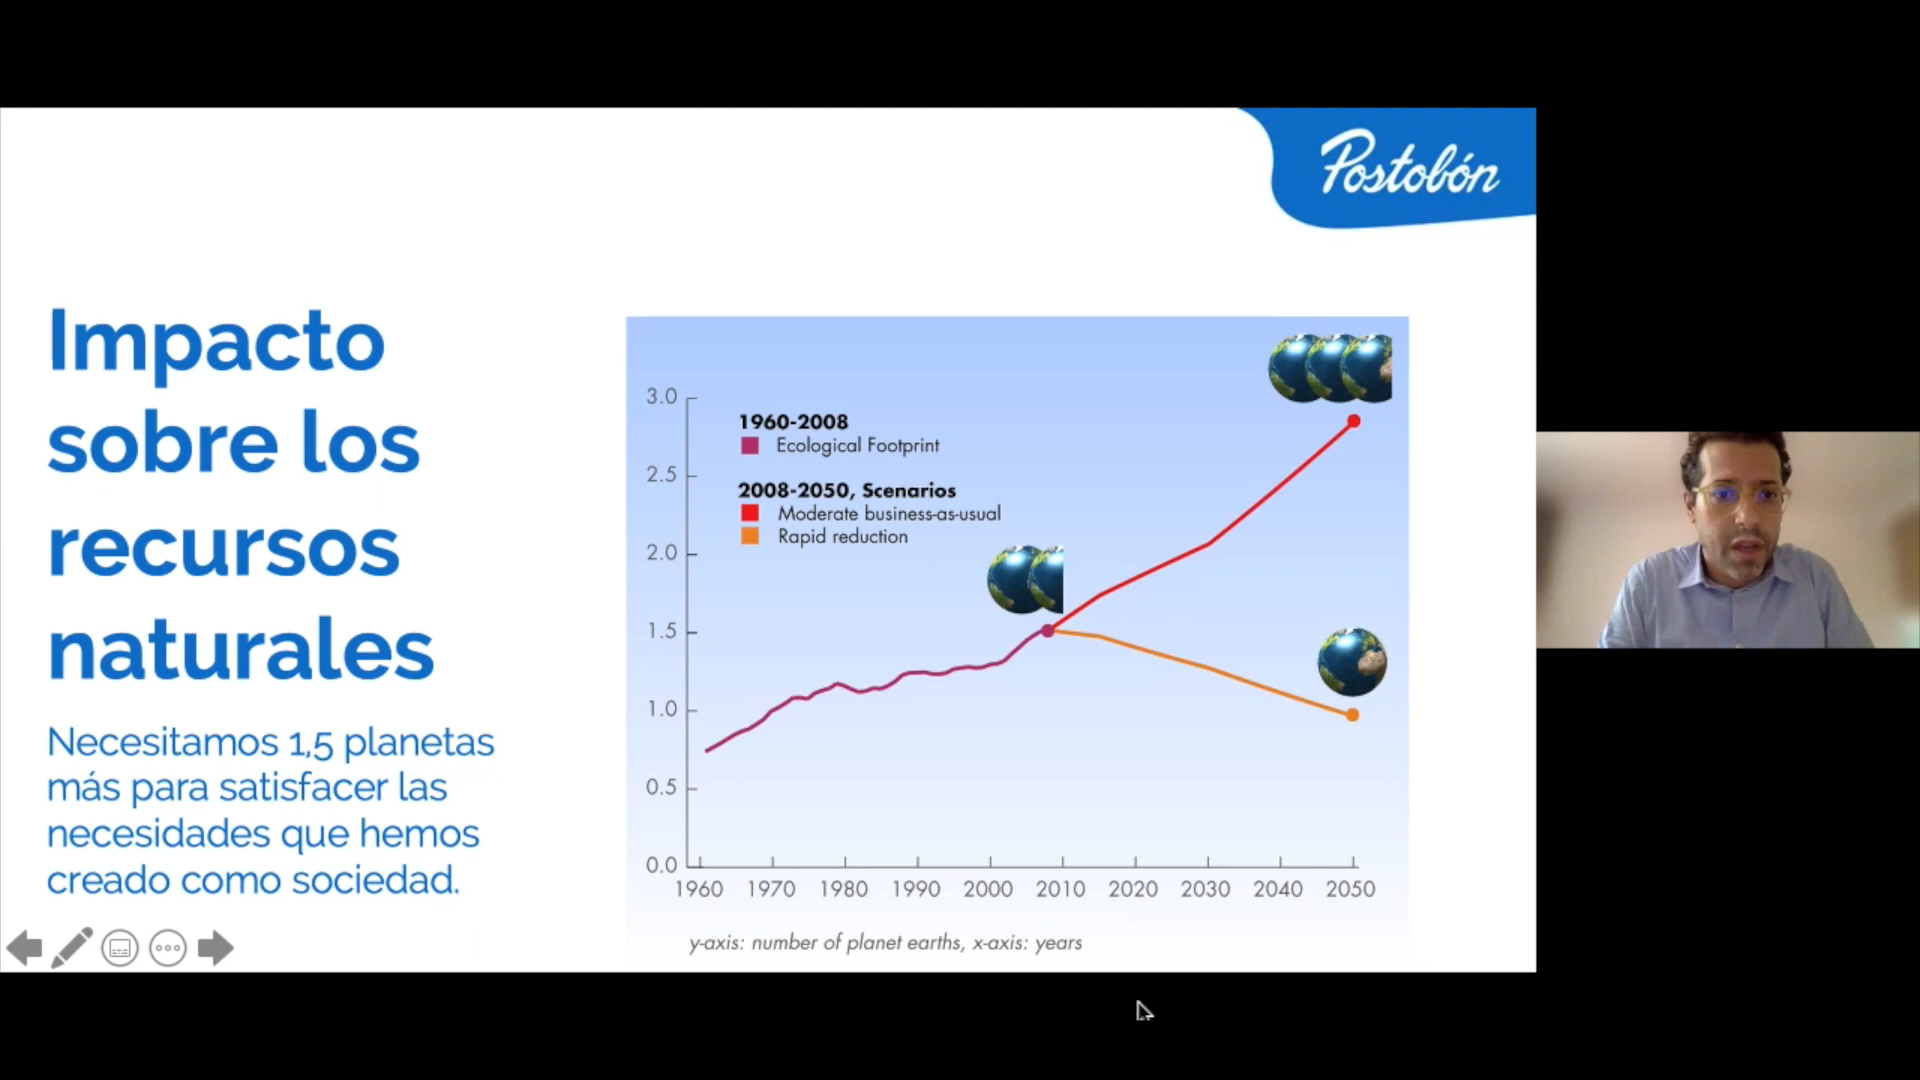 Postobón
Impacto
sobre los
recursos
naturales
Necesitamos 1,5 planetas
más para satisfacer las
necesidades que hemos
creado como sociedad.
3.0
2.5
2.0
1.5
1.0
0.5
0.0
1960-2008
Ecological Footprint
2008-2050, Scenarios
Moderate business-as-usual
Rapid reduction
1960 1970 1980 1990 2000 2010 2020 2030 2040 2050
y-axis: number of planet earths, x-axis: years